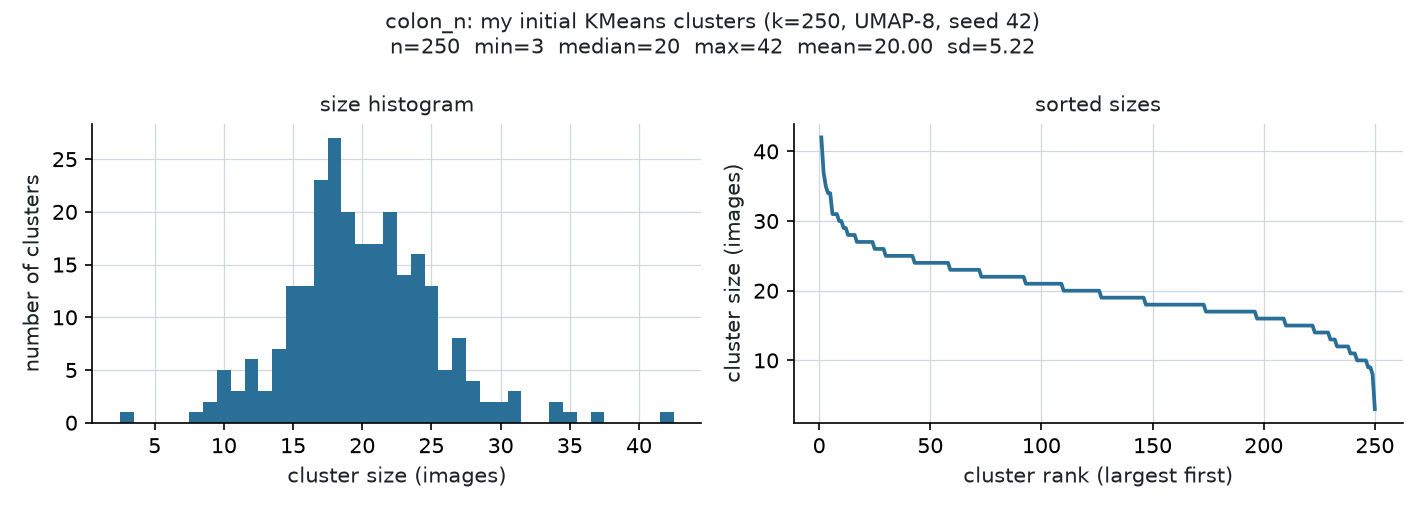 colon_n: my initial KMeans clusters (k=250, UMAP-8, seed 42)
n=250 min=3 median=20 max=42 mean=20.00 sd=5.22
size histogram
number of clusters
25
20
15
10
5
0
5 10 15 20 25 30 35 40
cluster size (images)
sorted sizes
cluster size (images)
40
30
20
10
0 50 100 150 200 250
cluster rank (largest first)